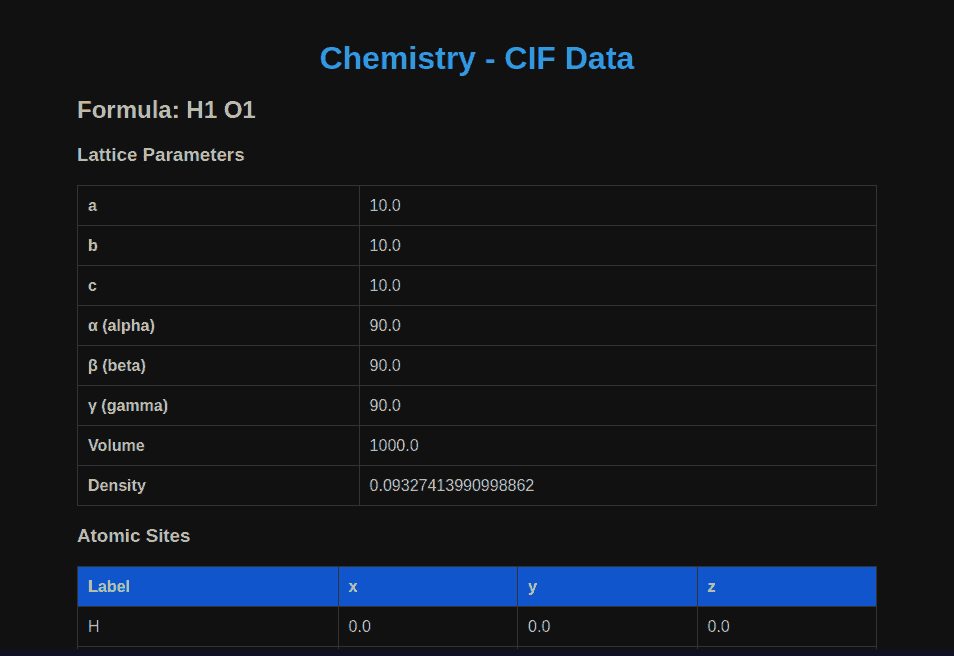 Chemistry - CIF Data
Formula: H1 O1
Lattice Parameters
a 10.0
b 10.0
c 10.0
α (alpha) 90.0
β (beta) 90.0
γ (gamma) 90.0
Volume 1000.0
Density 0.09327413990998862
Atomic Sites
Label x y z
H 0.0 0.0 0.0